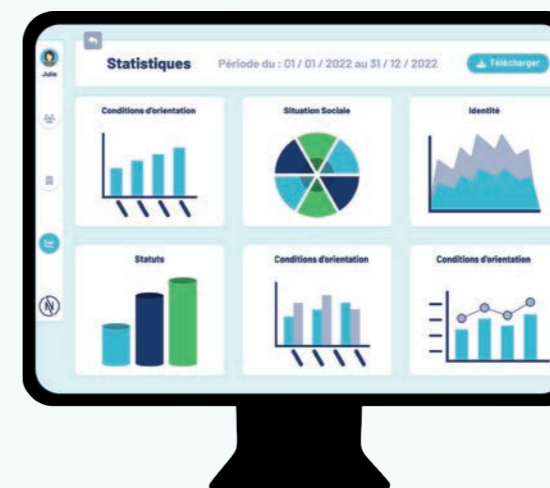 Statistiques
Période du : 01 / 01 / 2022 au 31 / 12 / 2022
Télécharger
Julie
Conditions d'orientation
Situation Sociale
Identité
Statuts
Conditions d'orientation
Conditions d'orientation